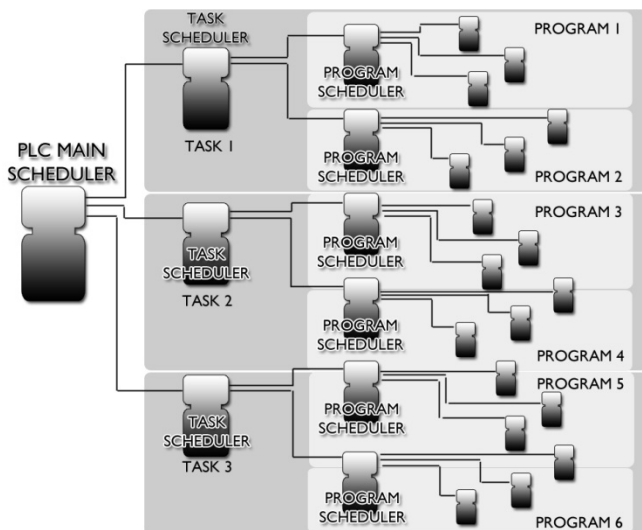 TASK
SCHEDULER
PROGRAM 1
PROGRAM
SCHEDULER
TASK 1
PROGRAM
SCHEDULER
PROGRAM 2
PLC MAIN
SCHEDULER
PROGRAM 3
PROGRAM
SCHEDULER
TASK
SCHEDULER
TASK 2
PROGRAM
SCHEDULER
PROGRAM 4
PROGRAM 5
PROGRAM
SCHEDULER
TASK
SCHEDULER
TASK 3
PROGRAM
SCHEDULER
PROGRAM 6